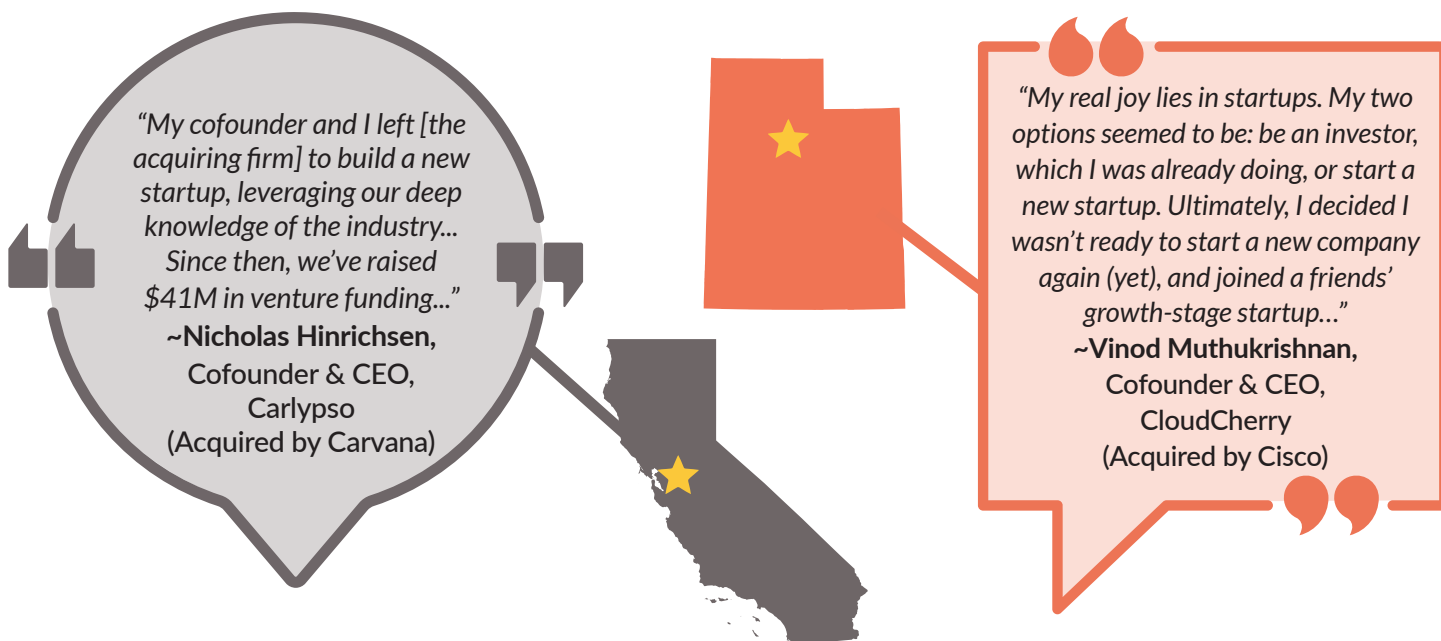 “My cofounder and I left [the
acquiring firm] to build a new
startup, leveraging our deep
knowledge of the industry...
Since then, we’ve raised
$41M in venture funding...”
~Nicholas Hinrichsen,
Cofounder & CEO,
Carlypso
(Acquired by Carvana)
“My real joy lies in startups. My two
options seemed to be: be an investor,
which I was already doing, or start a
new startup. Ultimately, I decided I
wasn’t ready to start a new company
again (yet), and joined a friends’
growth-stage startup…”
~Vinod Muthukrishnan,
Cofounder & CEO,
CloudCherry
(Acquired by Cisco)